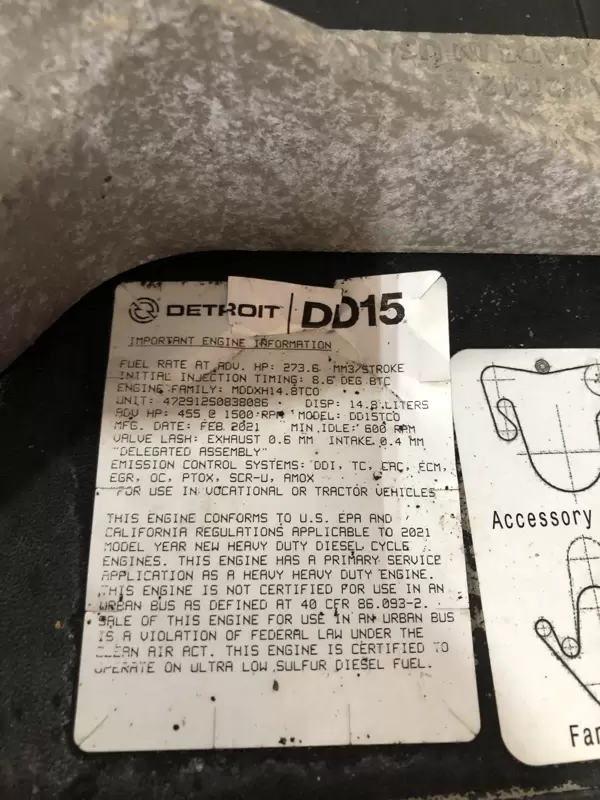 MADE IN
DETROIT DD15
IMPORTANT ENGINE INFORMATION
FUEL RATE AT ADV. HP: 273.6 MM3/STROKE
INITIAL INJECTION TIMING: 8.6 DEG BTC
ENGINE FAMILY: MDDXH14.8TCO
UNIT: 472912S0838086 DISP: 14.8 LITERS
ADV HP: 455 @ 1500 RPM MODEL: DD15TCO
MFG. DATE: FEB 2021 MIN.IDLE: 600 RPM
VALVE LASH: EXHAUST 0.6 MM INTAKE 0.4 MM
"DELEGATED ASSEMBLY"
EMISSION CONTROL SYSTEMS: DDI, TC, CAC, ECM,
EGR, OC, PTOX, SCR-U, AMOX
FOR USE IN VOCATIONAL OR TRACTOR VEHICLES
THIS ENGINE CONFORMS TO U.S. EPA AND
CALIFORNIA REGULATIONS APPLICABLE TO 2021
MODEL YEAR NEW HEAVY DUTY DIESEL CYCLE
ENGINES. THIS ENGINE HAS A PRIMARY SERVICE
APPLICATION AS A HEAVY HEAVY DUTY ENGINE.
THIS ENGINE IS NOT CERTIFIED FOR USE IN AN
URBAN BUS AS DEFINED AT 40 CFR 86.093-2.
SALE OF THIS ENGINE FOR USE IN AN URBAN BUS
IS A VIOLATION OF FEDERAL LAW UNDER THE
CLEAN AIR ACT. THIS ENGINE IS CERTIFIED TO
OPERATE ON ULTRA LOW SULFUR DIESEL FUEL.
Accessory
Fan